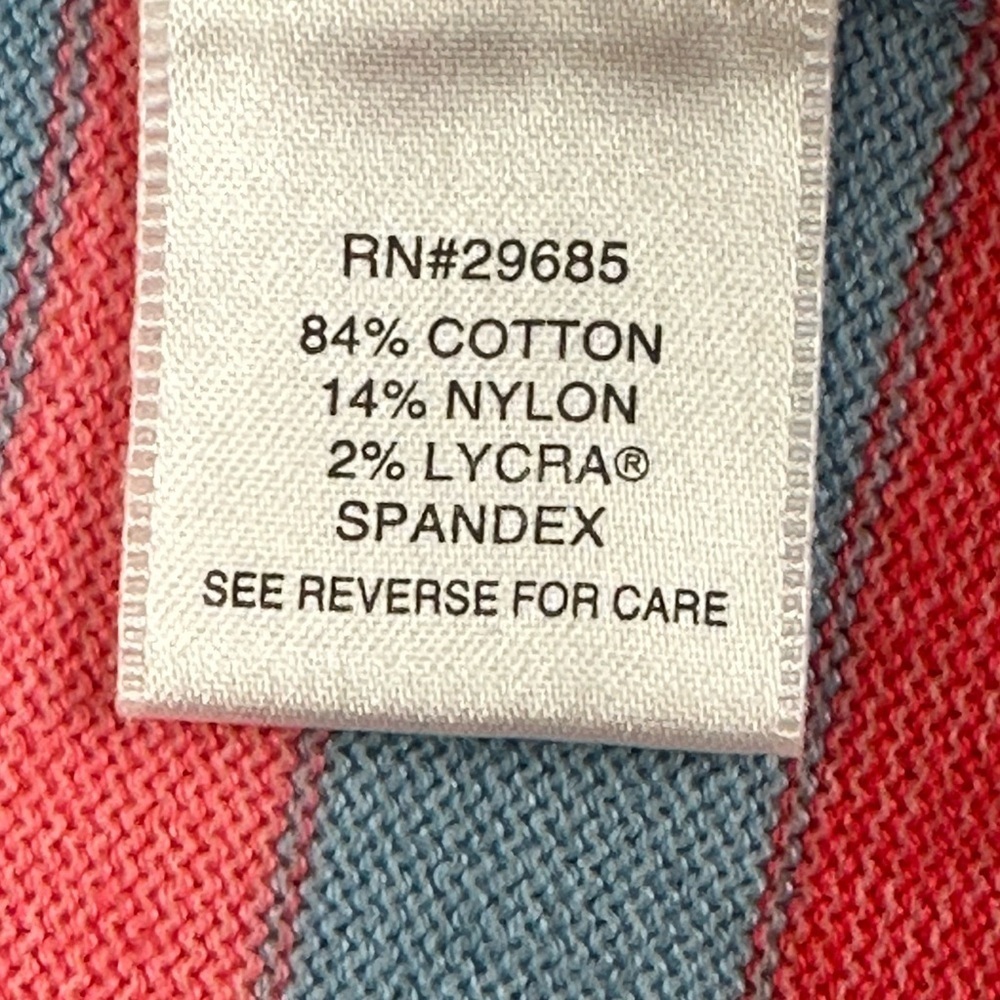 RN#29685
84% COTTON
14% NYLON
2% LYCRA®
SPANDEX
SEE REVERSE FOR CARE